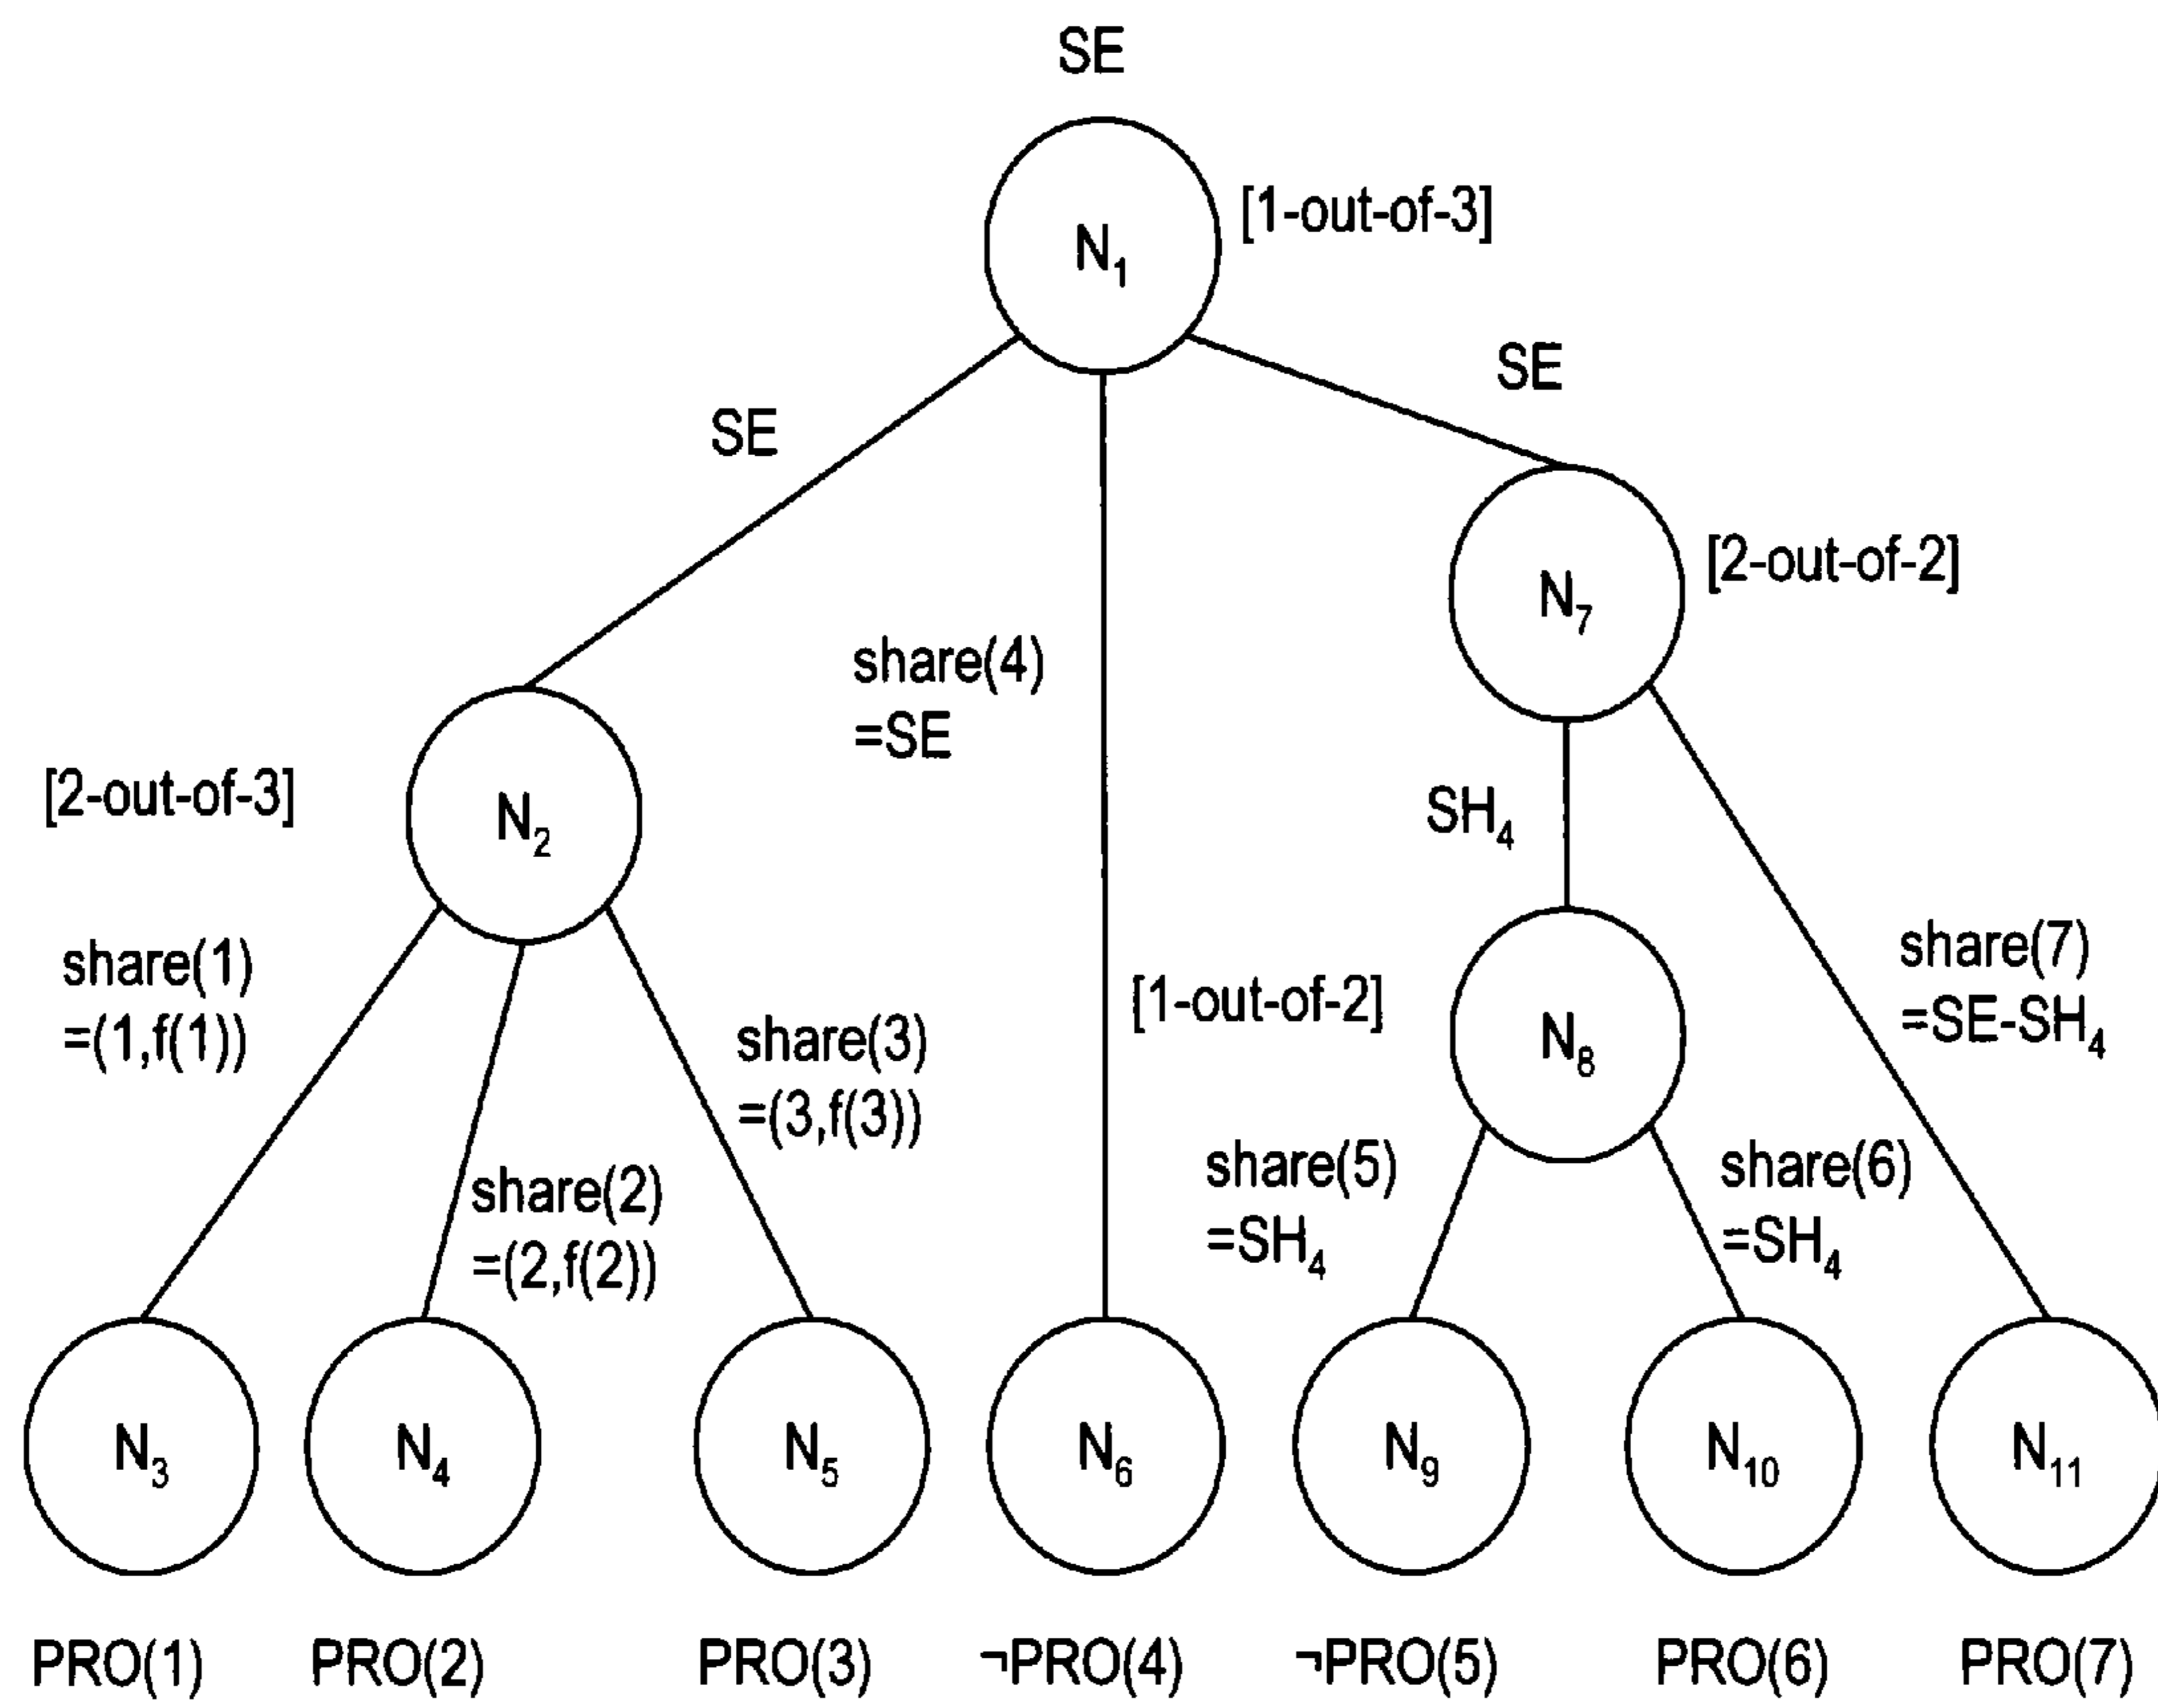 SE
N1
[1-out-of-3]
SE
SE
share(4)
=SE
N7
[2-out-of-2]
[2-out-of-3]
N2
SH4
share(1)
=(1,f(1))
share(2)
=(2,f(2))
share(3)
=(3,f(3))
[1-out-of-2]
N8
share(7)
=SE-SH4
share(5)
=SH4
share(6)
=SH4
N3
N4
N5
N6
N9
N10
N11
PRO(1)
PRO(2)
PRO(3)
¬PRO(4)
¬PRO(5)
PRO(6)
PRO(7)